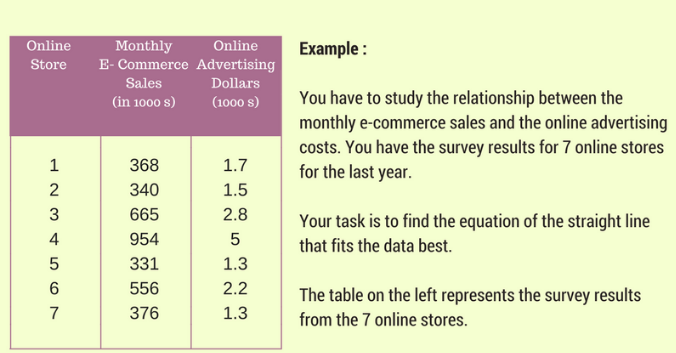 Online Monthly Online
Store E- Commerce Advertising
Sales Dollars
(in 1000 s) (1000 s)
1 368 1.7
2 340 1.5
3 665 2.8
4 954 5
5 331 1.3
6 556 2.2
7 376 1.3
Example :
You have to study the relationship between the
monthly e-commerce sales and the online advertising
costs. You have the survey results for 7 online stores
for the last year.
Your task is to find the equation of the straight line
that fits the data best.
The table on the left represents the survey results
from the 7 online stores.